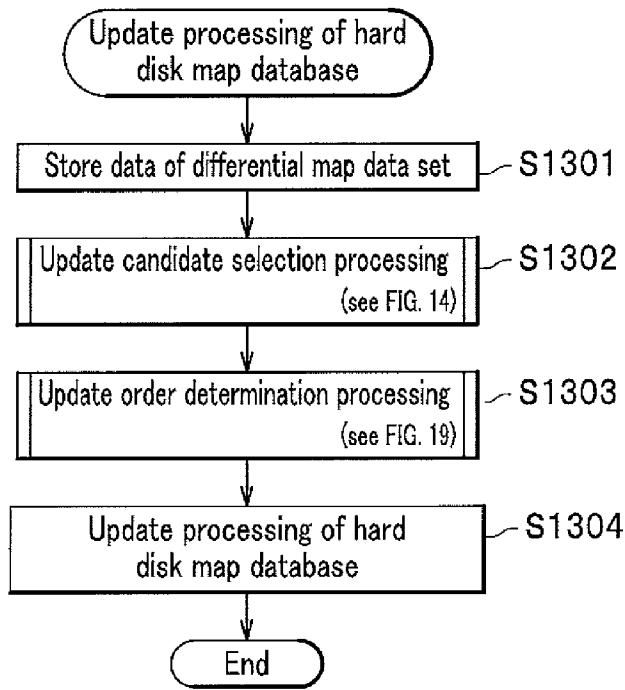 Update processing of hard
disk map database
Store data of differential map data set
S1301
Update candidate selection processing
(see FIG. 14)
S1302
Update order determination processing
(see FIG. 19)
S1303
Update processing of hard
disk map database
S1304
End